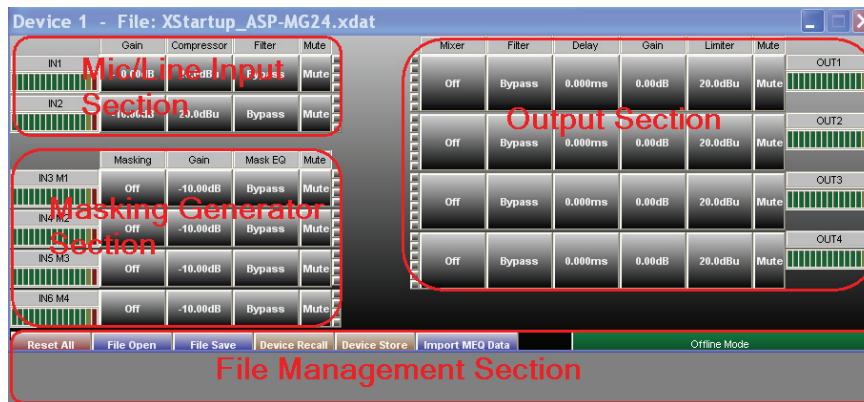 Device 1 - File: XStartup_ASP-MG24.xdat
Gain Compressor Filter Mute
IN1 -10.00dB 20.0dBu Bypass Mute
IN2 -10.00dB 20.0dBu Bypass Mute
Mic/Line Input
Section
Masking Gain Mask EQ Mute
IN3 M1 Off -10.00dB Bypass Mute
IN4 M2 Off -10.00dB Bypass Mute
IN5 M3 Off -10.00dB Bypass Mute
IN6 M4 Off -10.00dB Bypass Mute
Masking Generator
Section
Mixer Filter Delay Gain Limiter Mute
Off Bypass 0.000ms 0.00dB 20.0dBu Mute OUT1
Off Bypass 0.000ms 0.00dB 20.0dBu Mute OUT2
Off Bypass 0.000ms 0.00dB 20.0dBu Mute OUT3
Off Bypass 0.000ms 0.00dB 20.0dBu Mute OUT4
Output Section
Reset All File Open File Save Device Recall Device Store Import MEQ Data Offline Mode
File Management Section